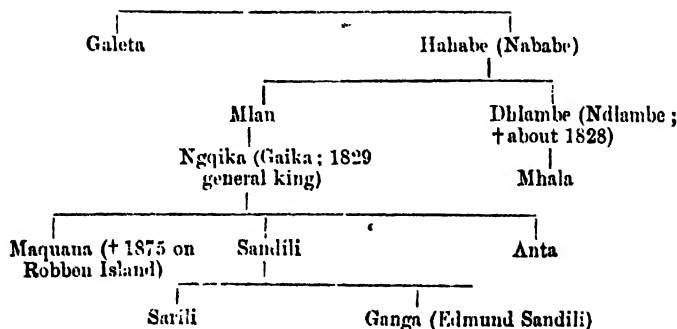 Galeta Hahabe (Nababe)
Mlan Dhlambe (Ndlambe ;
† about 1828)
Ngqika (Gaika ; 1829
general king) Mhala
Maquana († 1875 on Sandili Anta
Robben Island)
Sarili Ganga (Edmund Sandili)